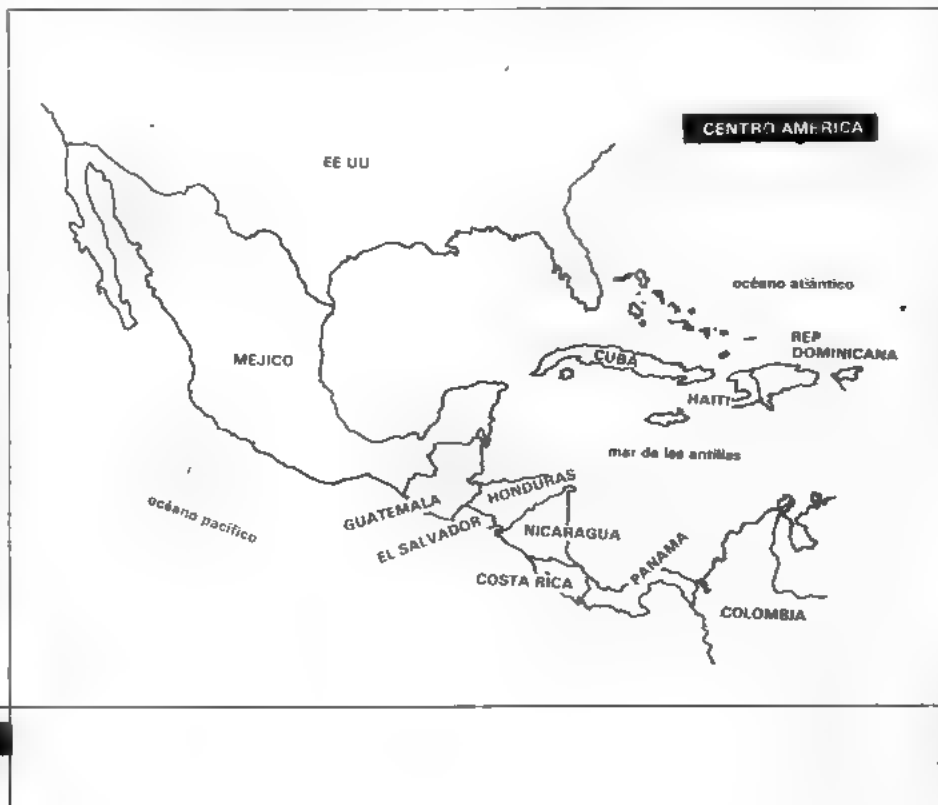 CENTRO AMERICA
EE UU
océano atlántico
REP
DOMINICANA
MEJICO
CUBA
HAITI
mar de las antillas
océano pacífico
GUATEMALA
HONDURAS
EL SALVADOR
NICARAGUA
COSTA RICA
PANAMA
COLOMBIA